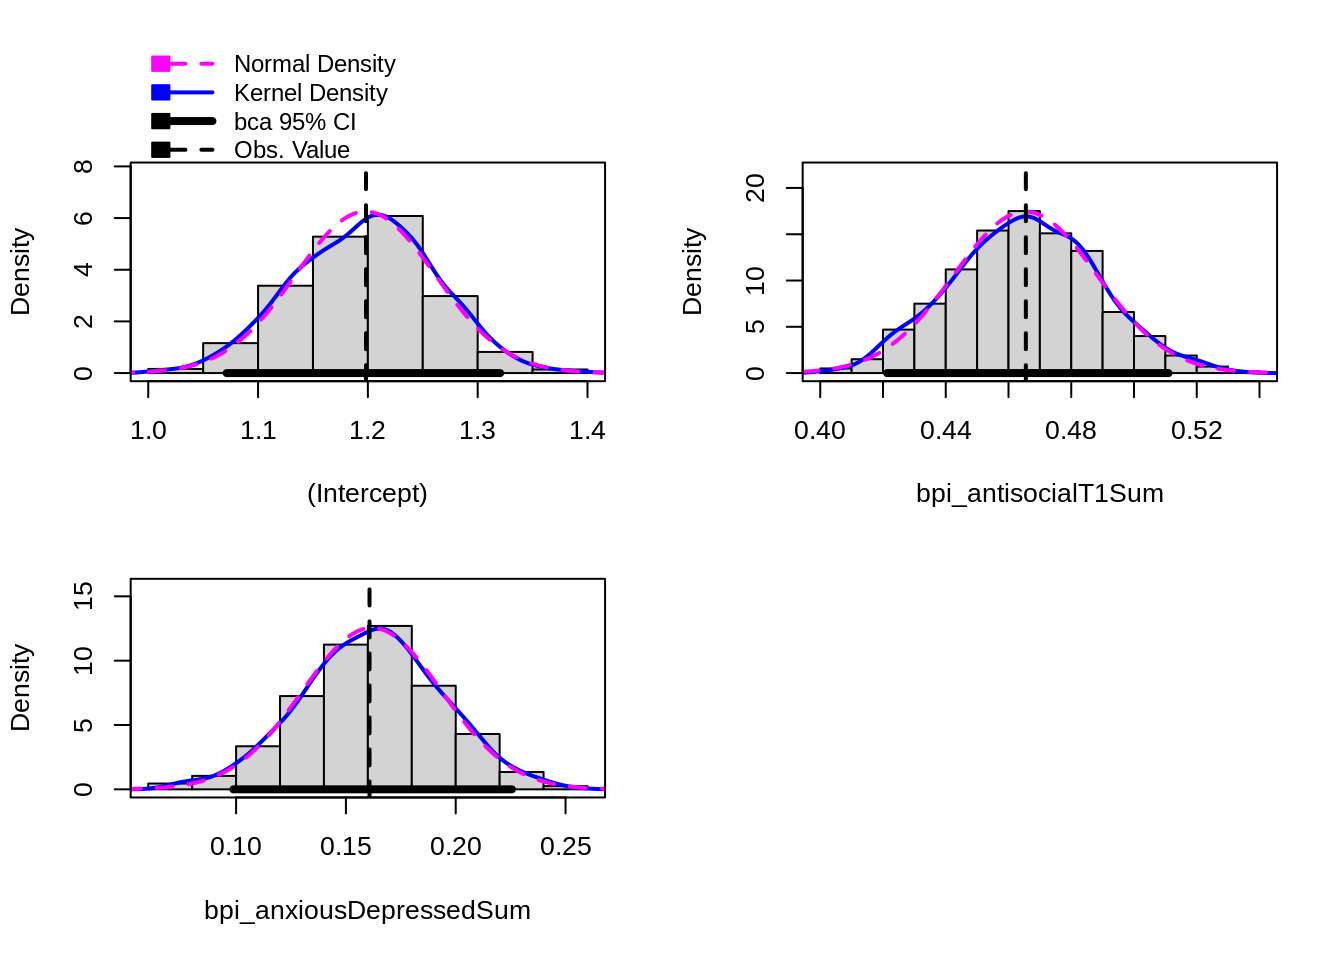 Normal Density
Kernel Density
bca 95% CI
Obs. Value
Density
0 2 4 6 8
1.0 1.1 1.2 1.3 1.4
(Intercept)
Density
0 5 10 20
0.40 0.44 0.48 0.52
bpi_antisocialT1Sum
Density
0 5 10 15
0.10 0.15 0.20 0.25
bpi_anxiousDepressedSum